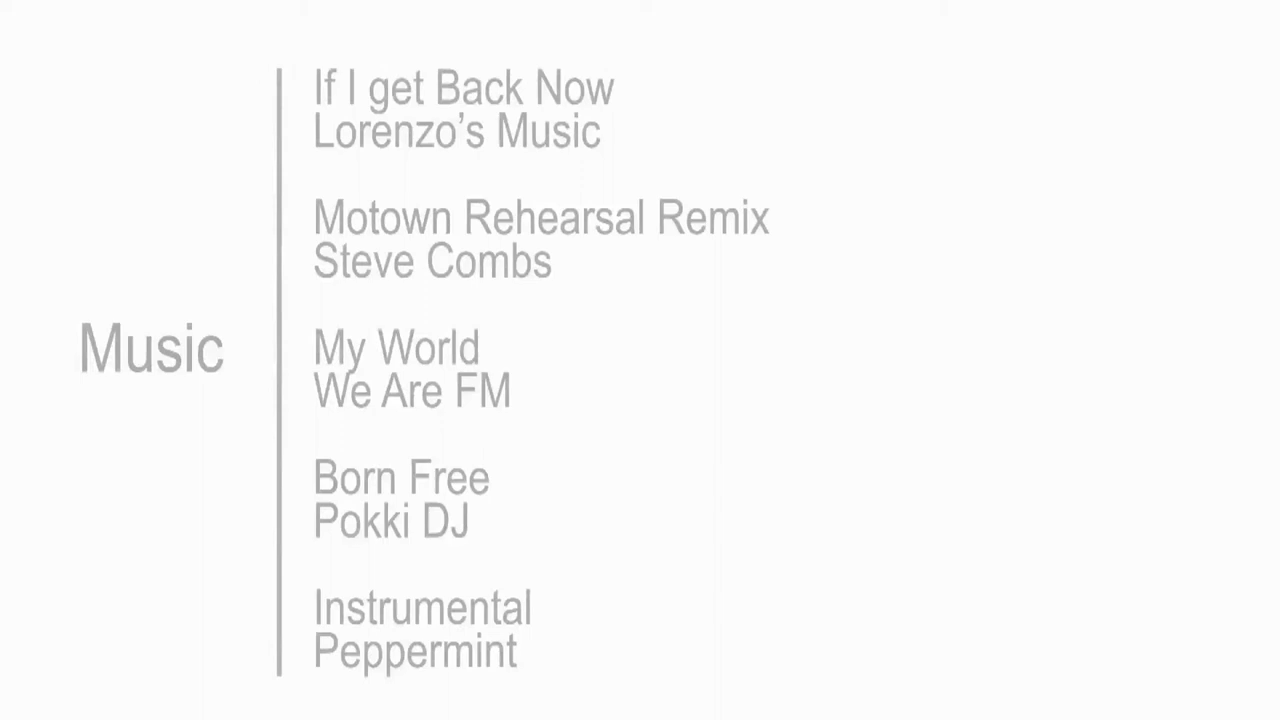 Music
If I get Back Now
Lorenzo’s Music
Motown Rehearsal Remix
Steve Combs
My World
We Are FM
Born Free
Pokki DJ
Instrumental
Peppermint